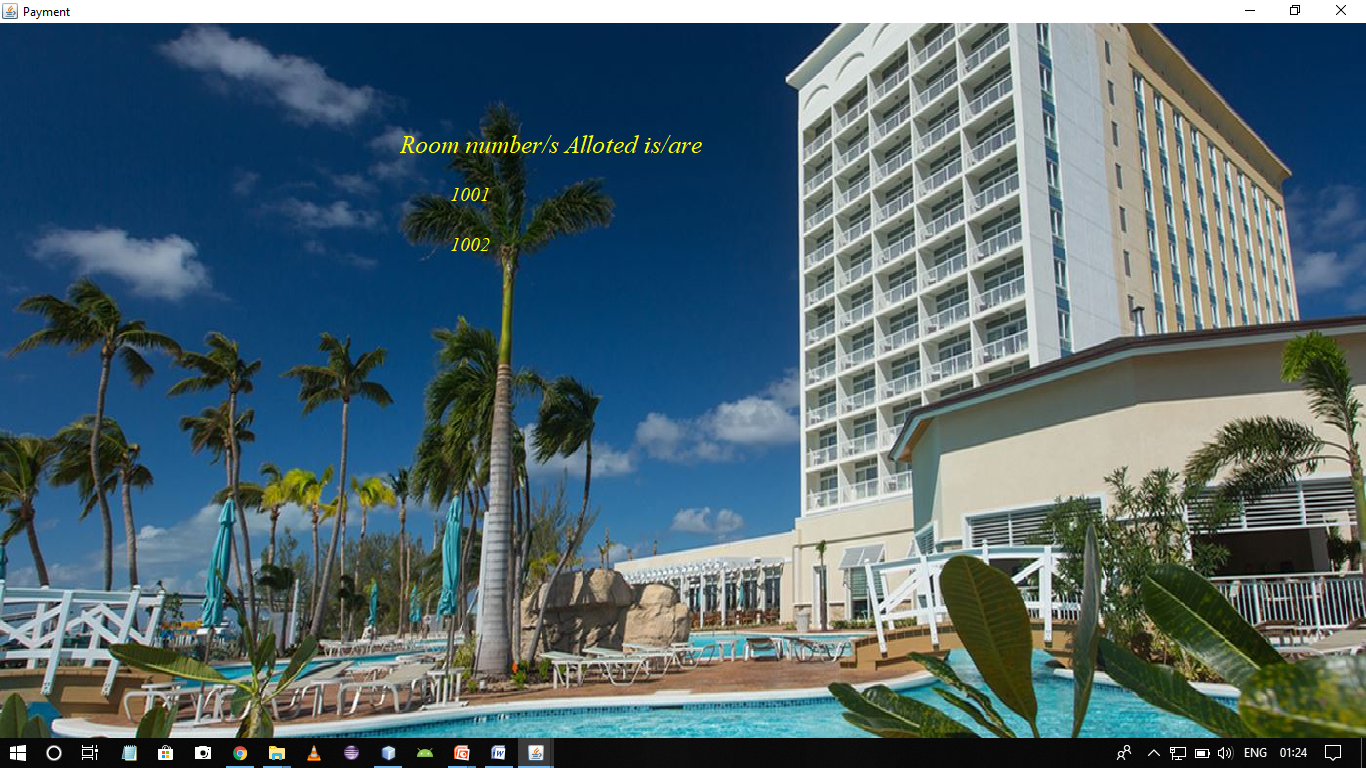 Payment
Room number/s Alloted is/are
1001
1002
ENG 01:24